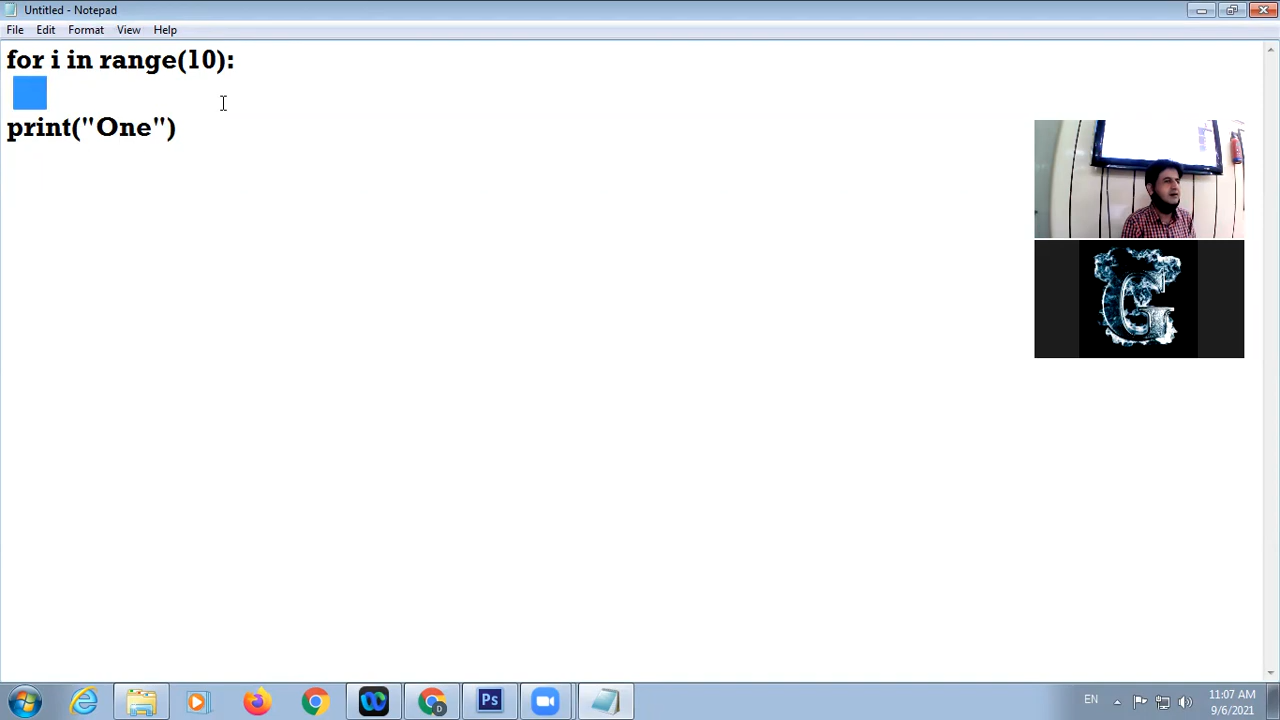 Untitled - Notepad
File Edit Format View Help
for i in range(10):
print("One")
G
Ps
D
EN
11:07 AM
9/6/2021